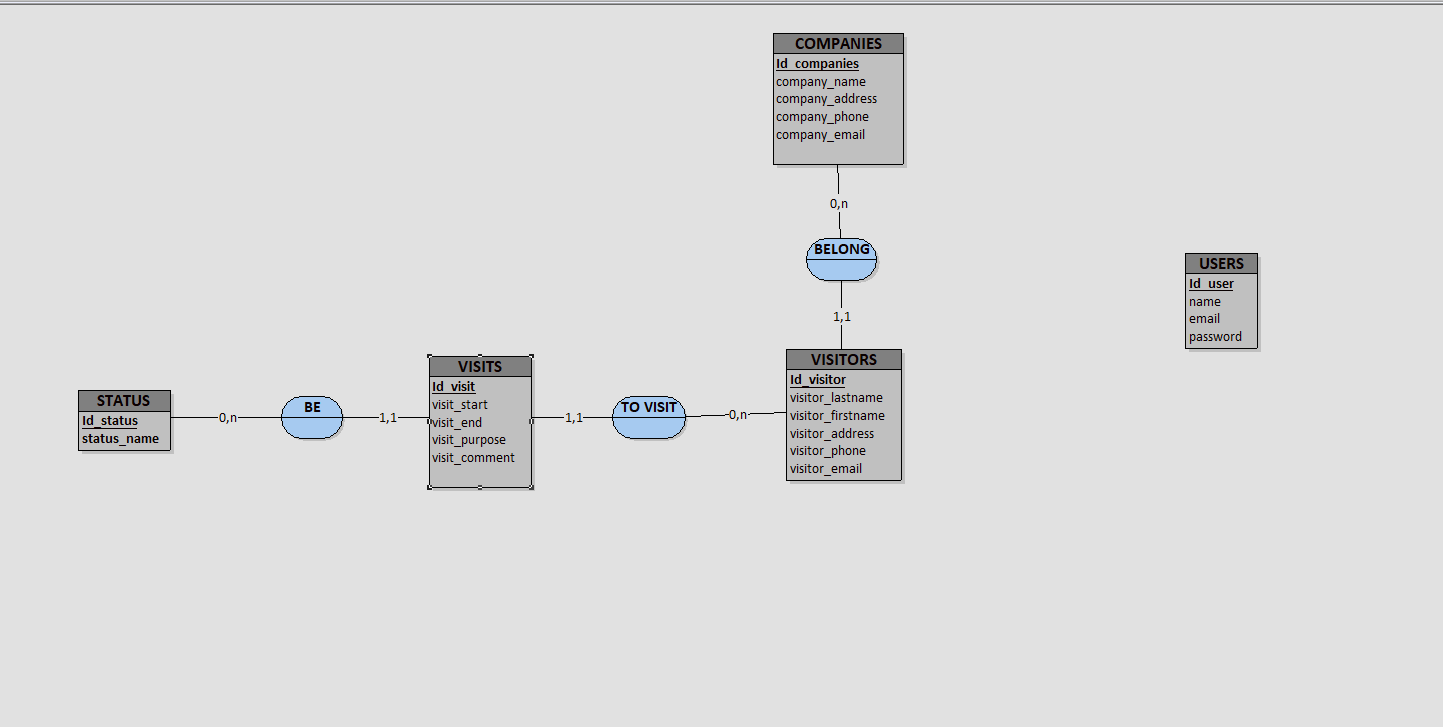 COMPANIES
Id_companies
company_name
company_address
company_phone
company_email
0,n
BELONG
1,1
USERS
Id_user
name
email
password
STATUS
Id_status
status_name
0,n
BE
1,1
VISITS
Id_visit
visit_start
visit_end
visit_purpose
visit_comment
1,1
TO VISIT
0,n
VISITORS
Id_visitor
visitor_lastname
visitor_firstname
visitor_address
visitor_phone
visitor_email